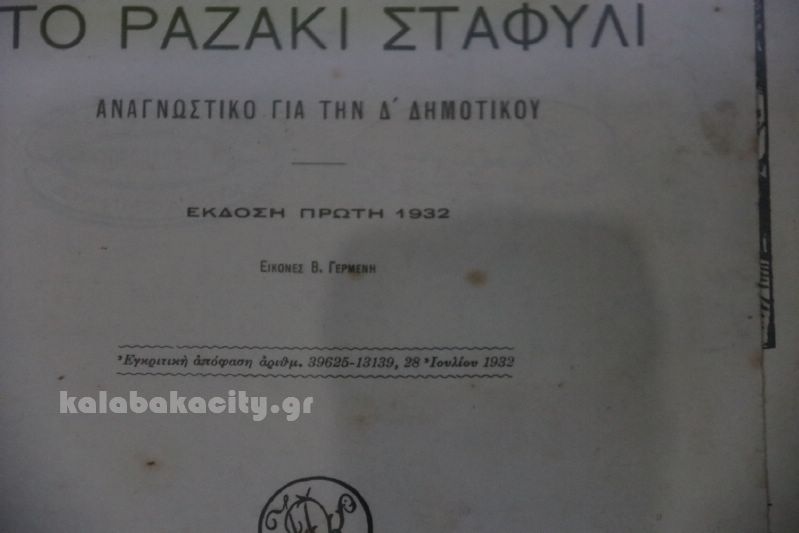 ΤΟ ΡΑΖΑΚΙ ΣΤΑΦΥΛΙ
ΑΝΑΓΝΩΣΤΙΚΟ ΓΙΑ ΤΗΝ Δ΄ ΔΗΜΟΤΙΚΟΥ
ΕΚΔΟΣΗ ΠΡΩΤΗ 1932
ΕΙΚΟΝΕΣ Β. ΓΕΡΜΕΝΗ
Ἐγκριτικὴ ἀπόφαση ἀριθμ. 39625-13139, 28 Ἰουλίου 1932
kalabakacity.gr